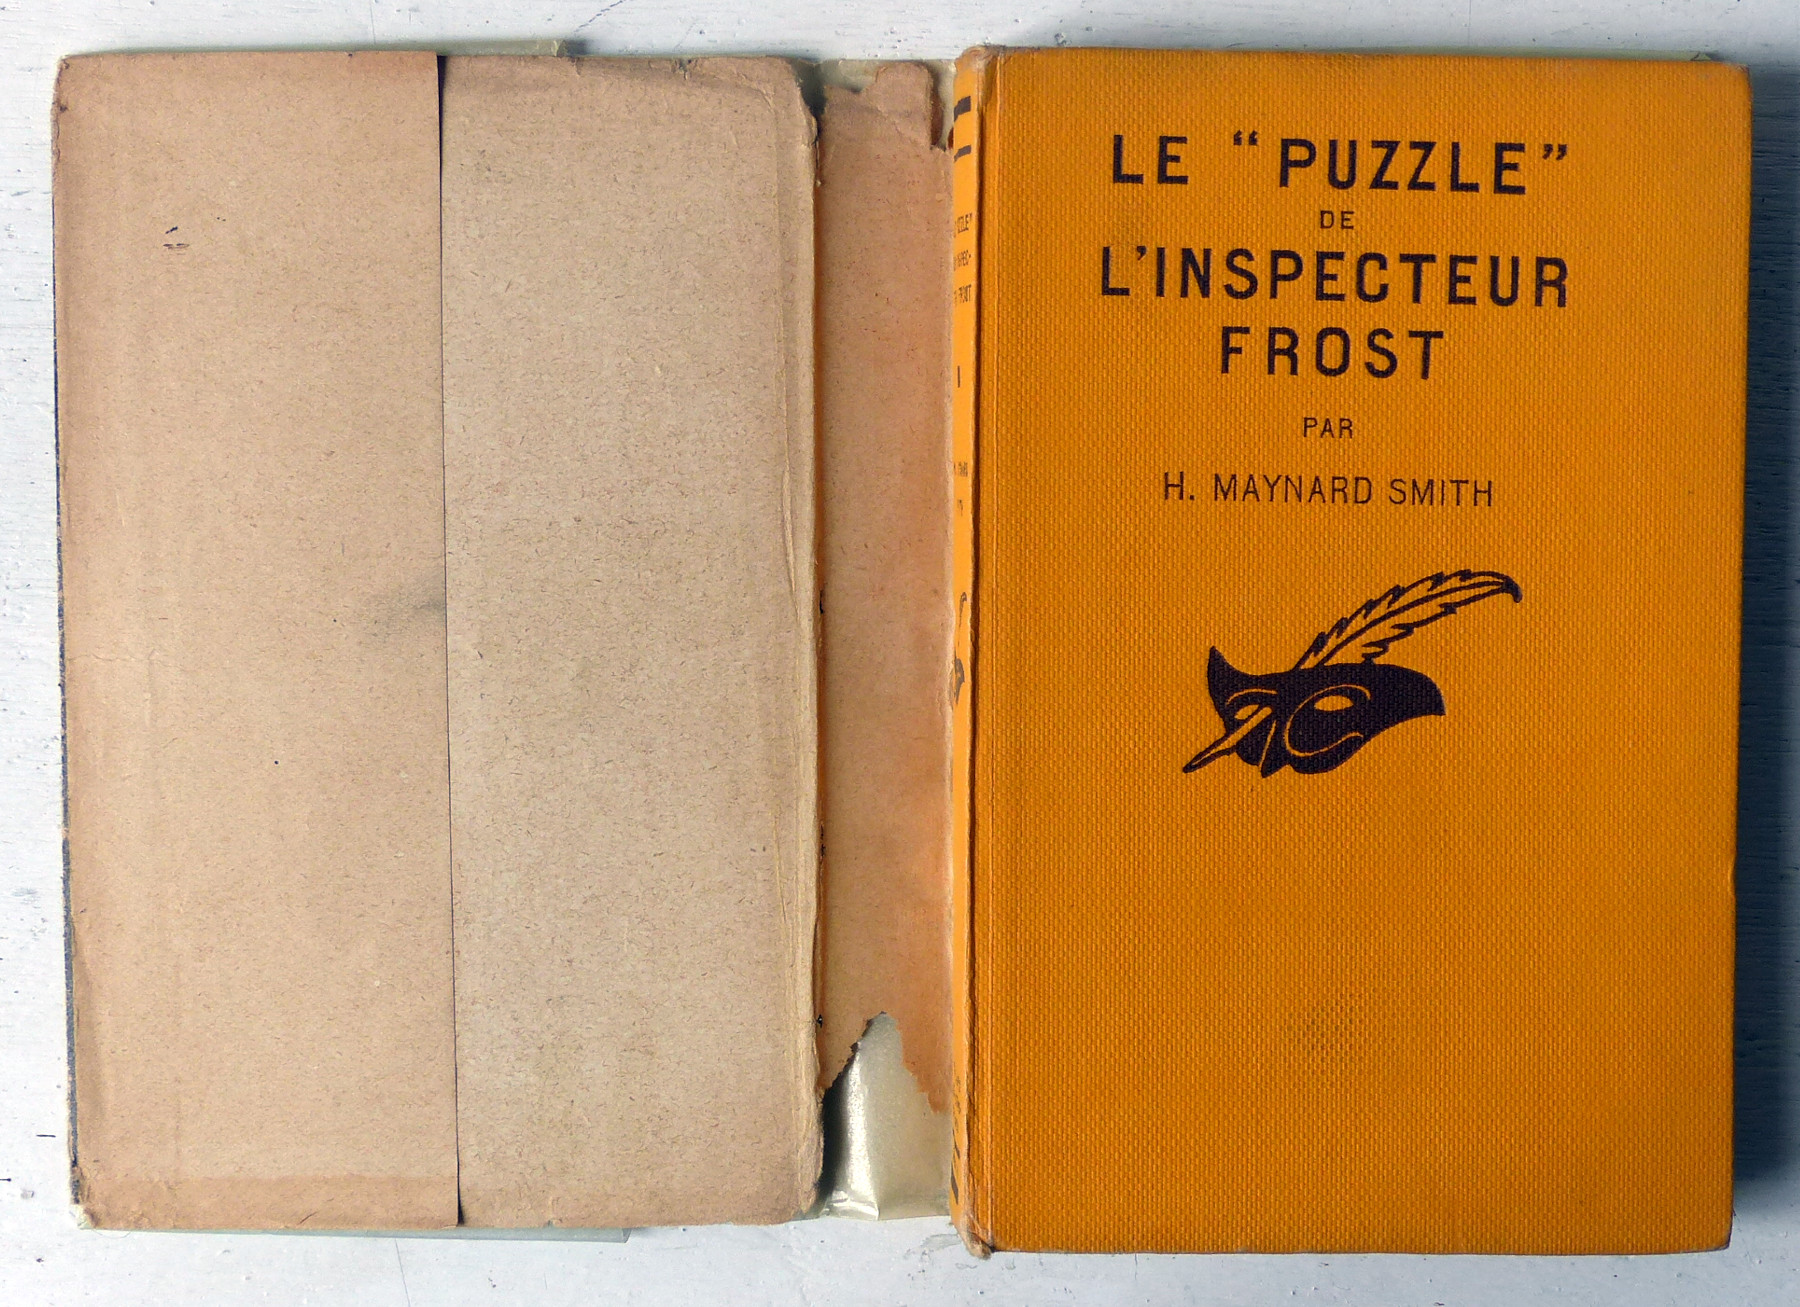 LE “PUZZLE”
DE
L’INSPECTEUR
FROST
PAR
H. MAYNARD SMITH